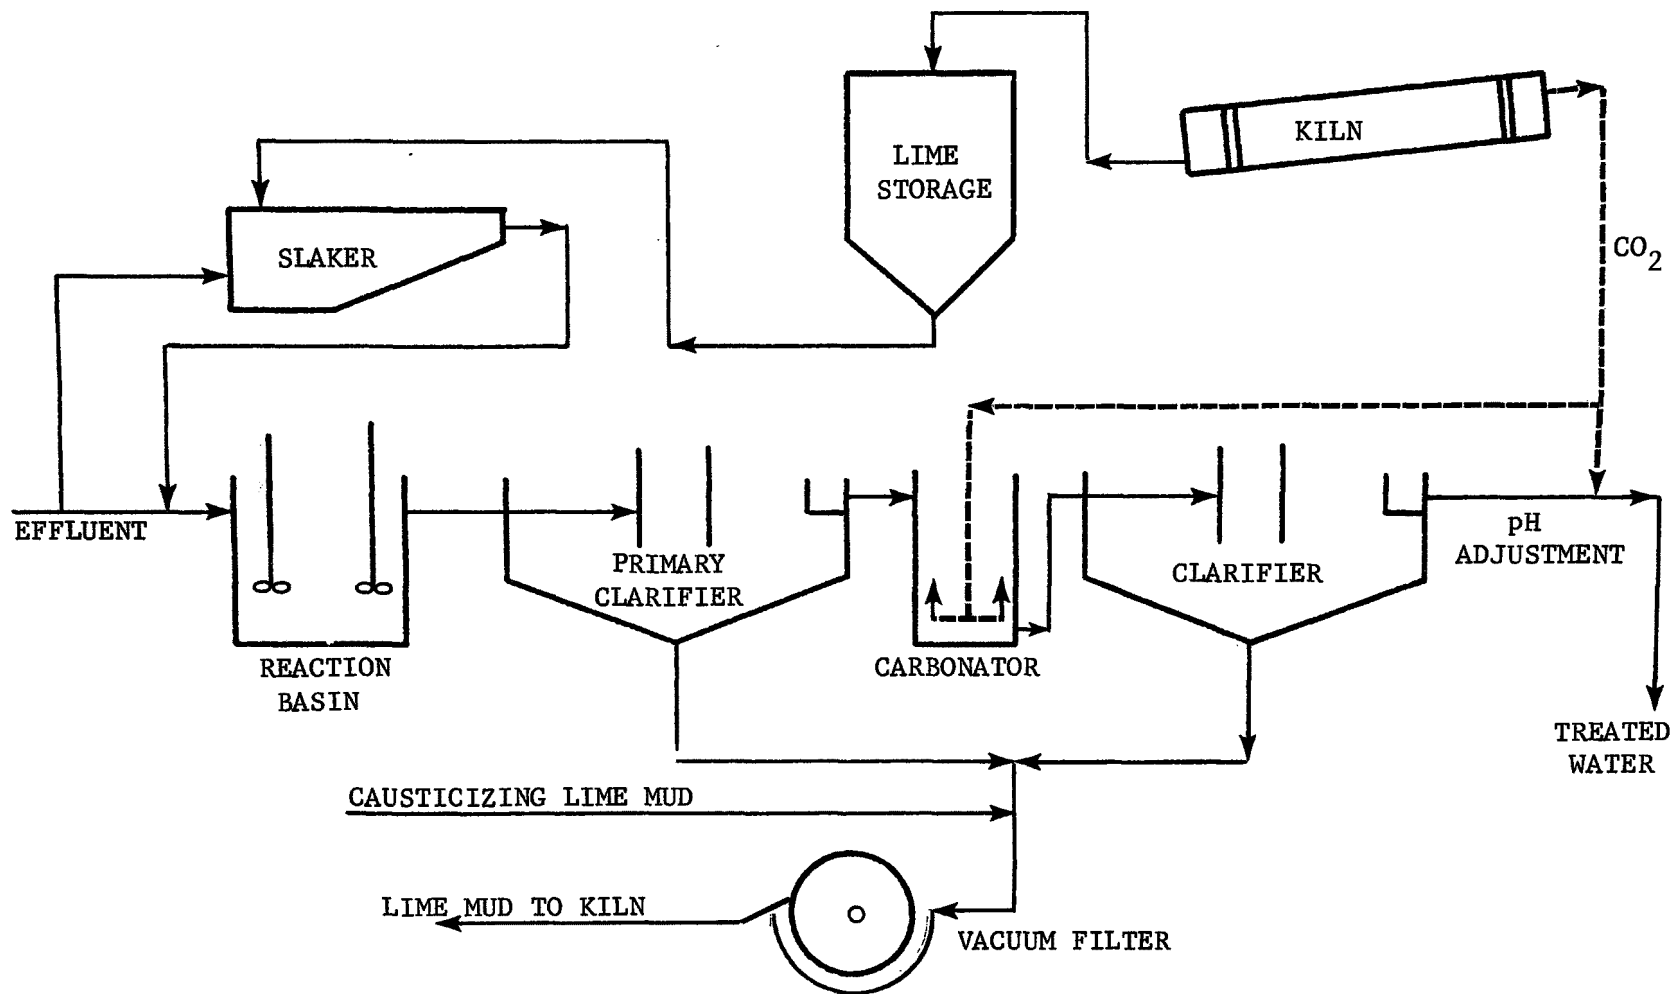 KILN
LIME
STORAGE
CO2
SLAKER
EFFLUENT
pH
ADJUSTMENT
PRIMARY
CLARIFIER
CLARIFIER
REACTION
BASIN
CARBONATOR
TREATED
WATER
CAUSTICIZING LIME MUD
LIME MUD TO KILN
VACUUM FILTER